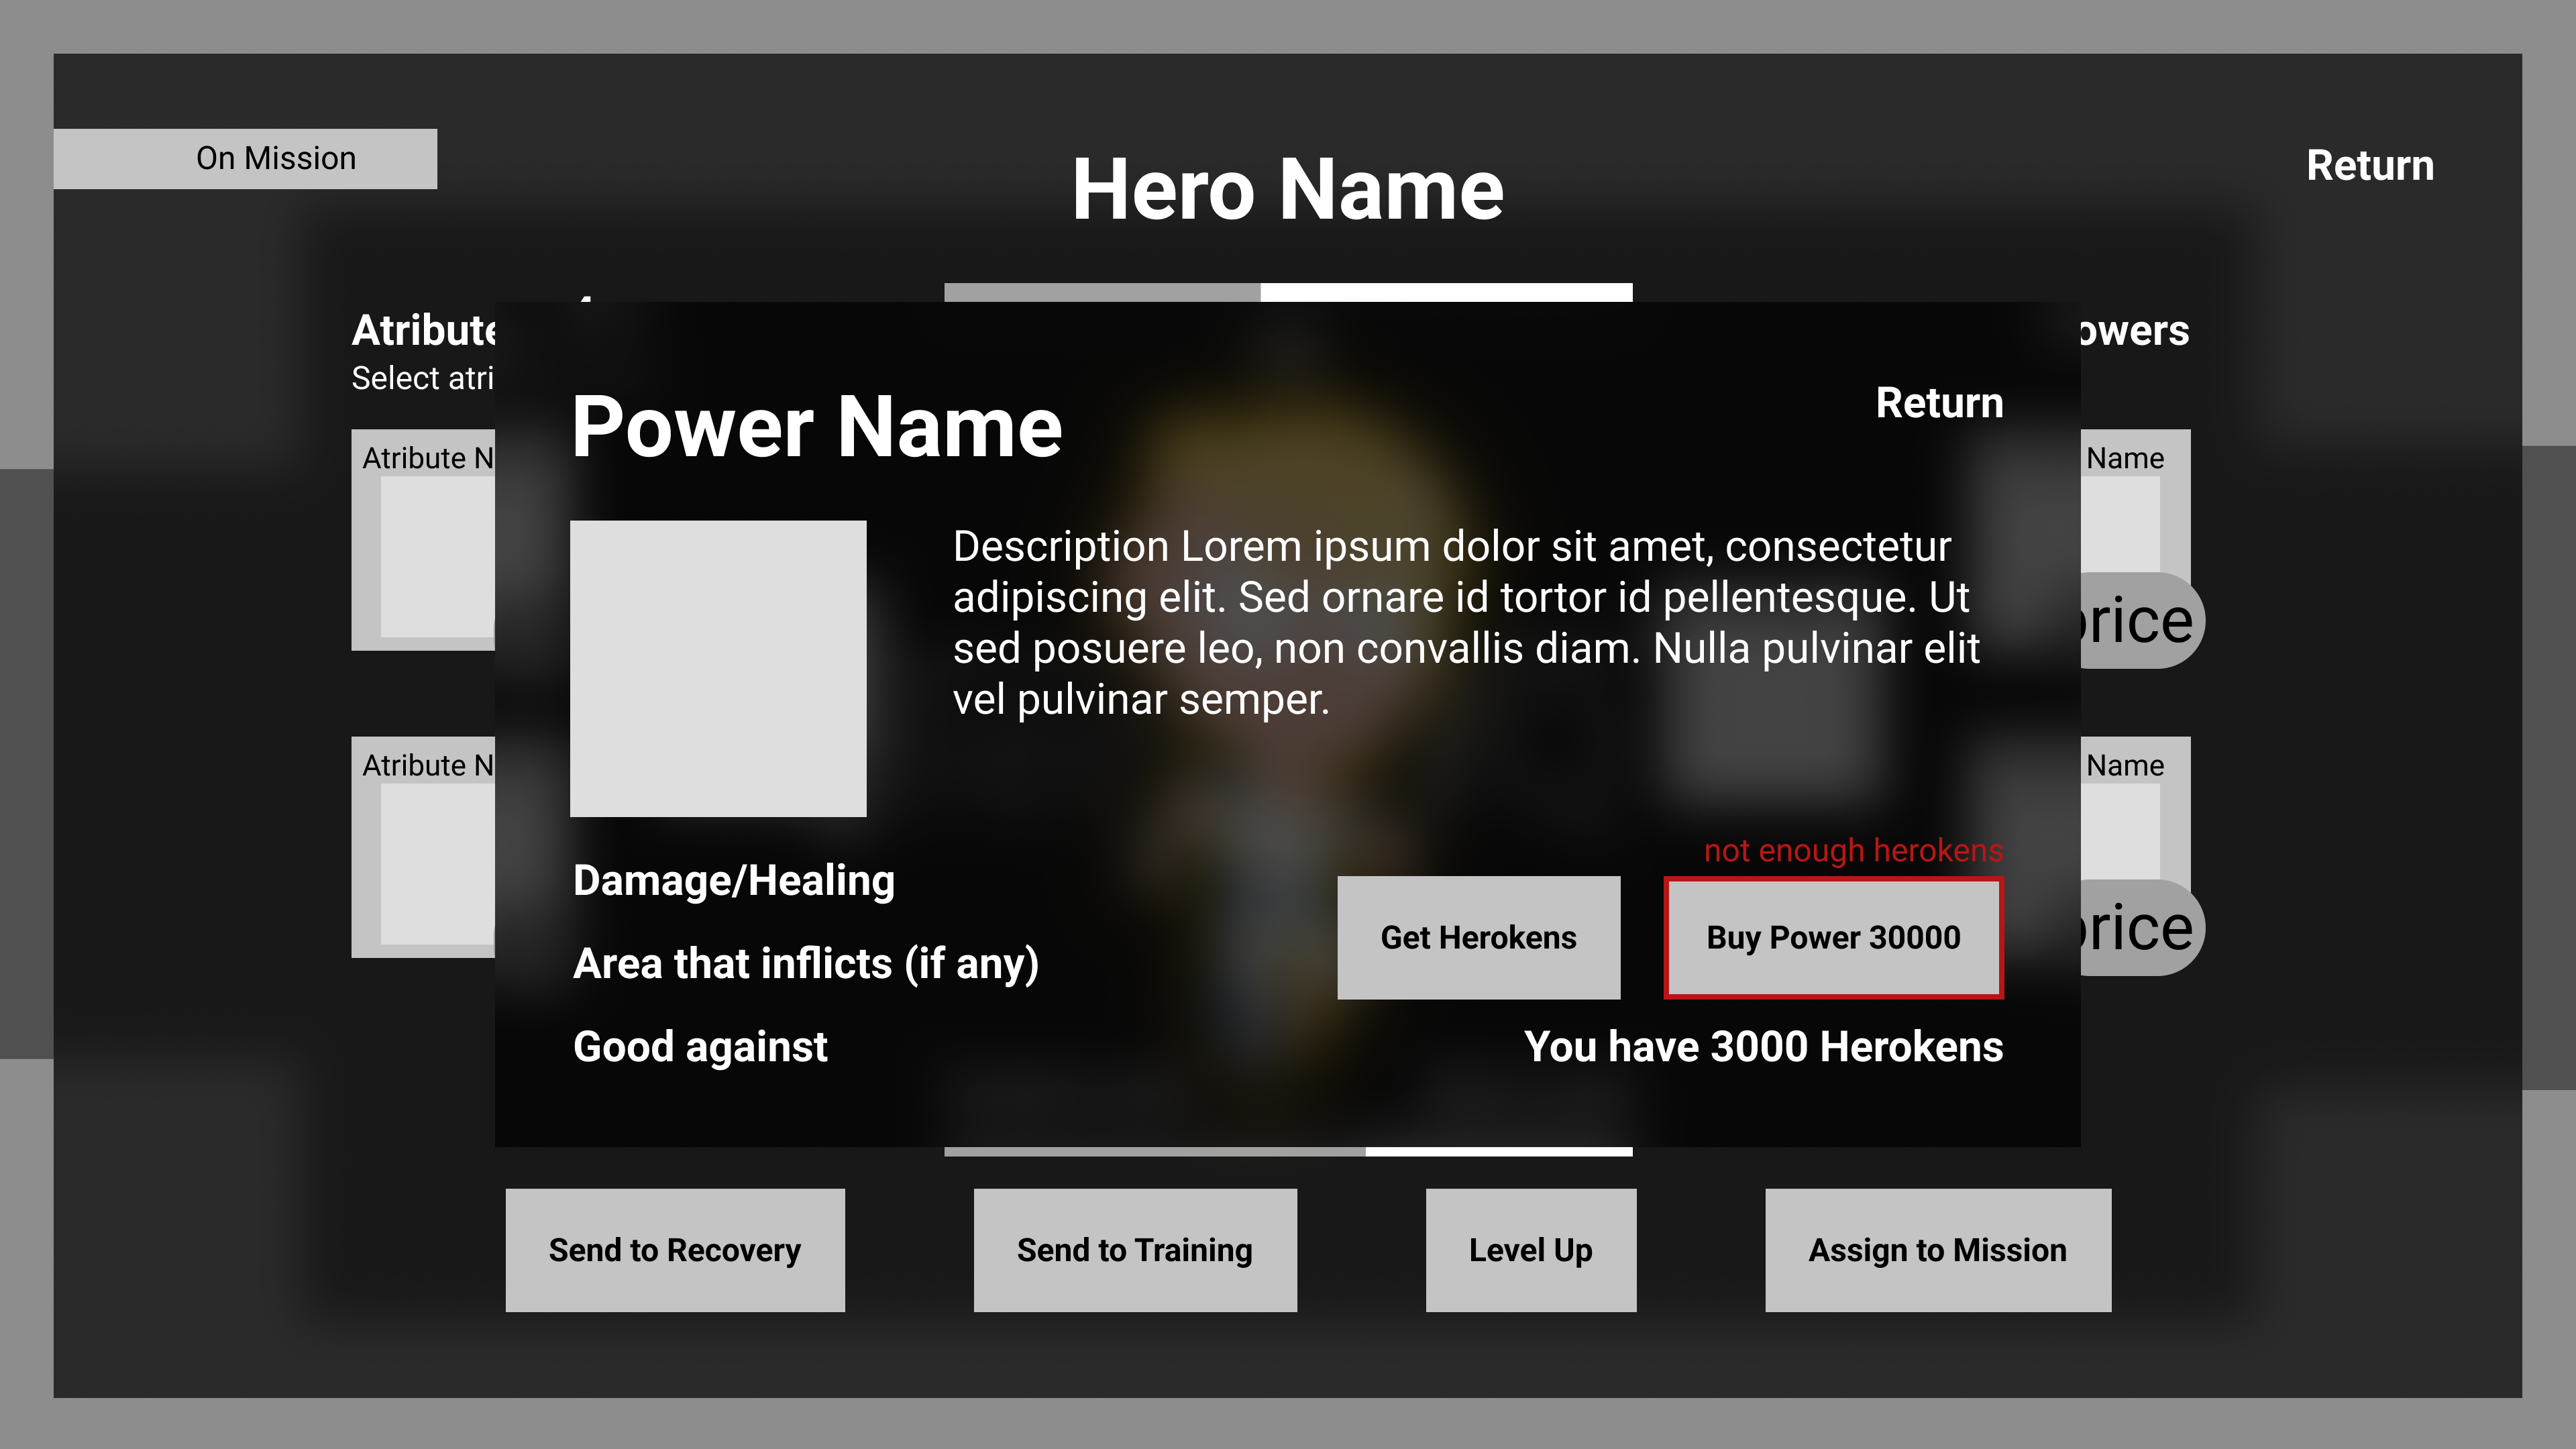 On Mission
Hero Name
Return
Atribute
Select atri
owers
Atribute N
Name
rice
Atribute N
Name
rice
Power Name
Return
Description Lorem ipsum dolor sit amet, consectetur
adipiscing elit. Sed ornare id tortor id pellentesque. Ut
sed posuere leo, non convallis diam. Nulla pulvinar elit
vel pulvinar semper.
Damage/Healing
Area that inflicts (if any)
Good against
not enough herokens
Get Herokens
Buy Power 30000
You have 3000 Herokens
Send to Recovery
Send to Training
Level Up
Assign to Mission